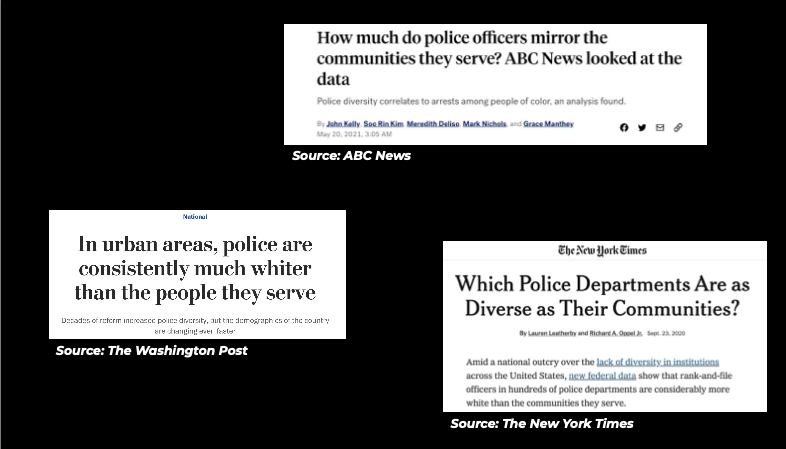 How much do police officers mirror the
communities they serve? ABC News looked at the
data
Police diversity correlates to arrests among people of color, an analysis found.
By John Kelly, Soo Rin Kim, Meredith Deliso, Mark Nichols, and Grace Manthey
May 20, 2021, 3:05 AM
Source: ABC News
National
In urban areas, police are
consistently much whiter
than the people they serve
Decades of reform increased police diversity, but the demographics of the country
are changing even faster
Source: The Washington Post
The New York Times
Which Police Departments Are as
Diverse as Their Communities?
By Lauren Leatherby and Richard A. Oppel Jr. Sept. 23, 2020
Amid a national outcry over the lack of diversity in institutions
across the United States, new federal data show that rank-and-file
officers in hundreds of police departments are considerably more
white than the communities they serve.
Source: The New York Times